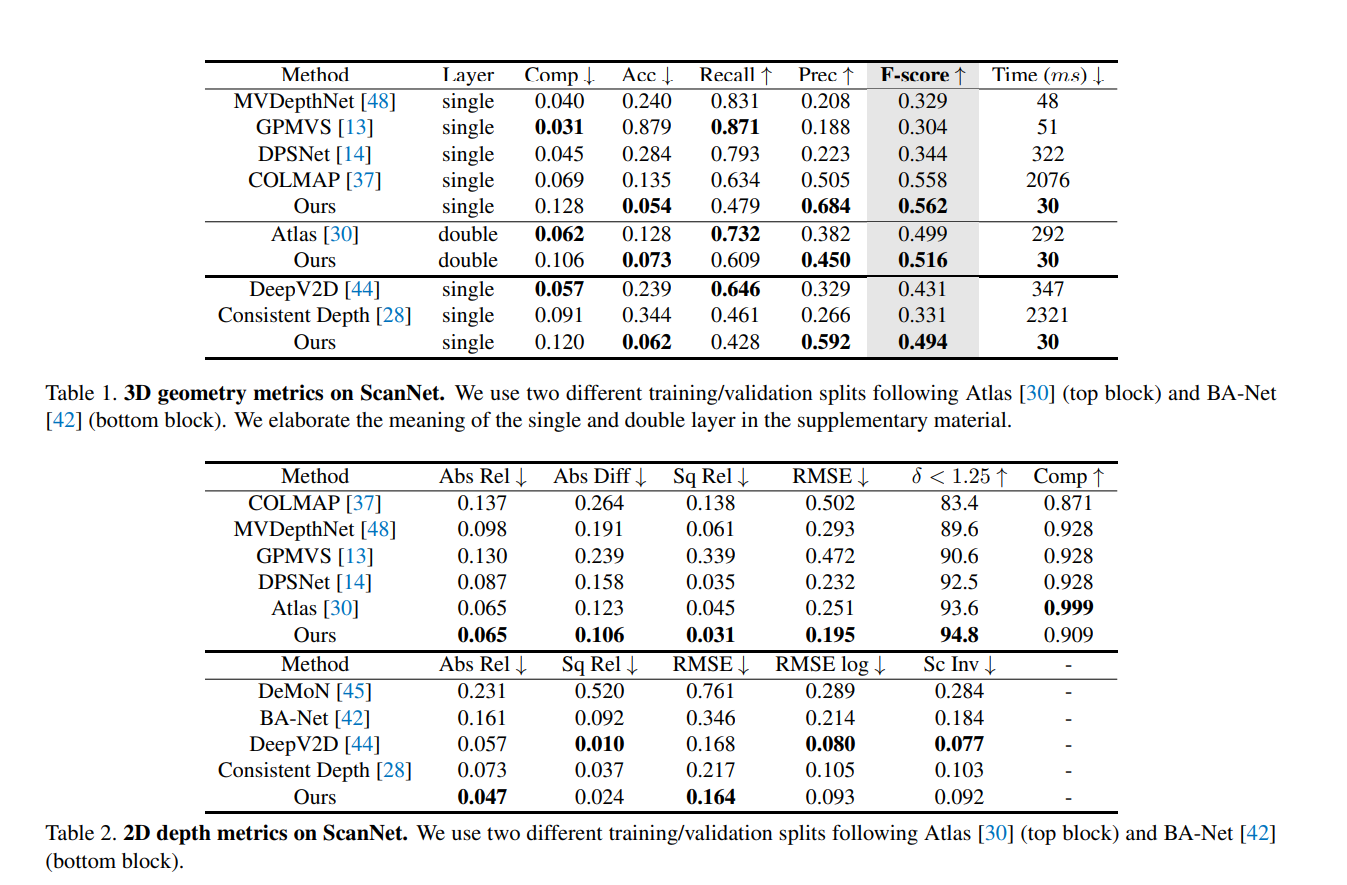 Method Layer Comp ↓ Acc ↓ Recall ↑ Prec ↑ F-score ↑ Time (ms) ↓
MVDepthNet [48] single 0.040 0.240 0.831 0.208 0.329 48
GPMVS [13] single 0.031 0.879 0.871 0.188 0.304 51
DPSNet [14] single 0.045 0.284 0.793 0.223 0.344 322
COLMAP [37] single 0.069 0.135 0.634 0.505 0.558 2076
Ours single 0.128 0.054 0.479 0.684 0.562 30
Atlas [30] double 0.062 0.128 0.732 0.382 0.499 292
Ours double 0.106 0.073 0.609 0.450 0.516 30
DeepV2D [44] single 0.057 0.239 0.646 0.329 0.431 347
Consistent Depth [28] single 0.091 0.344 0.461 0.266 0.331 2321
Ours single 0.120 0.062 0.428 0.592 0.494 30
Table 1. 3D geometry metrics on ScanNet. We use two different training/validation splits following Atlas [30] (top block) and BA-Net
[42] (bottom block). We elaborate the meaning of the single and double layer in the supplementary material.
Method Abs Rel ↓ Abs Diff ↓ Sq Rel ↓ RMSE ↓ δ < 1.25 ↑ Comp ↑
COLMAP [37] 0.137 0.264 0.138 0.502 83.4 0.871
MVDepthNet [48] 0.098 0.191 0.061 0.293 89.6 0.928
GPMVS [13] 0.130 0.239 0.339 0.472 90.6 0.928
DPSNet [14] 0.087 0.158 0.035 0.232 92.5 0.928
Atlas [30] 0.065 0.123 0.045 0.251 93.6 0.999
Ours 0.065 0.106 0.031 0.195 94.8 0.909
Method Abs Rel ↓ Sq Rel ↓ RMSE ↓ RMSE log ↓ Sc Inv ↓ -
DeMoN [45] 0.231 0.520 0.761 0.289 0.284 -
BA-Net [42] 0.161 0.092 0.346 0.214 0.184 -
DeepV2D [44] 0.057 0.010 0.168 0.080 0.077 -
Consistent Depth [28] 0.073 0.037 0.217 0.105 0.103 -
Ours 0.047 0.024 0.164 0.093 0.092 -
Table 2. 2D depth metrics on ScanNet. We use two different training/validation splits following Atlas [30] (top block) and BA-Net [42]
(bottom block).